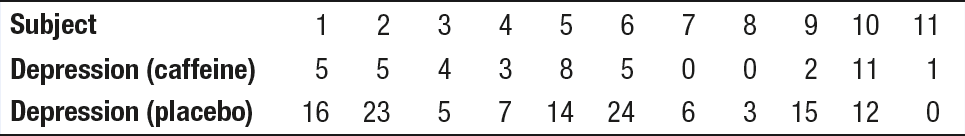 Subject 1 2 3 4 5 6 7 8 9 10 11
Depression (caffeine) 5 5 4 3 8 5 0 0 2 11 1
Depression (placebo) 16 23 5 7 14 24 6 3 15 12 0